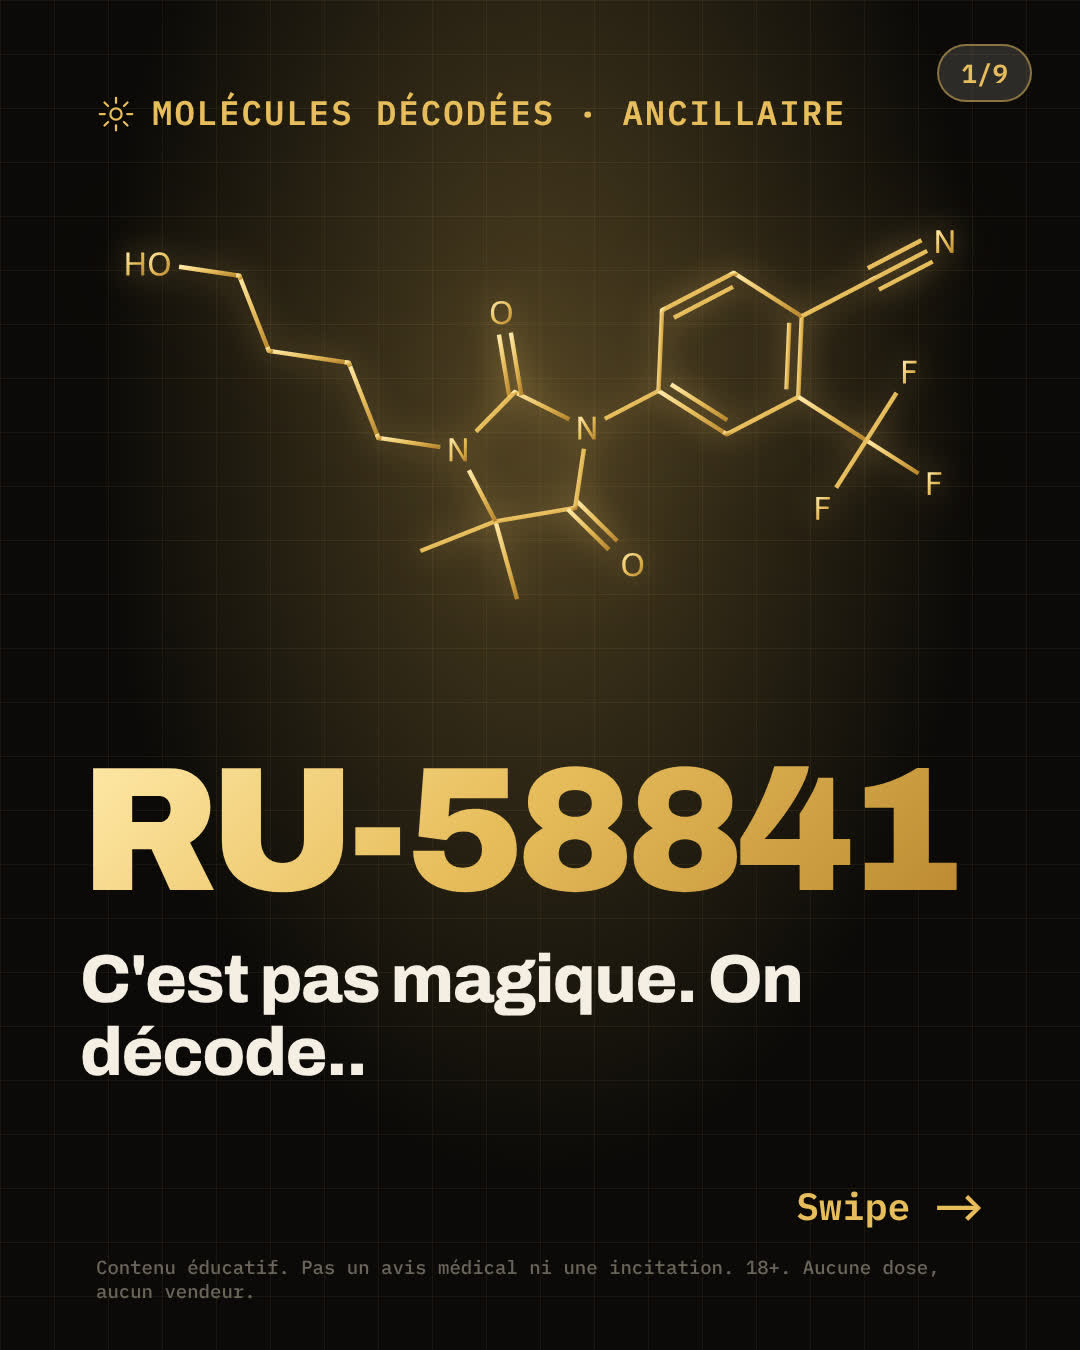 1/9
MOLÉCULES DÉCODÉES · ANCILLAIRE
HO
O
N
N
O
N
F
F
F
RU-58841
C'est pas magique. On
décode..
Swipe →
Contenu éducatif. Pas un avis médical ni une incitation. 18+. Aucune dose,
aucun vendeur.